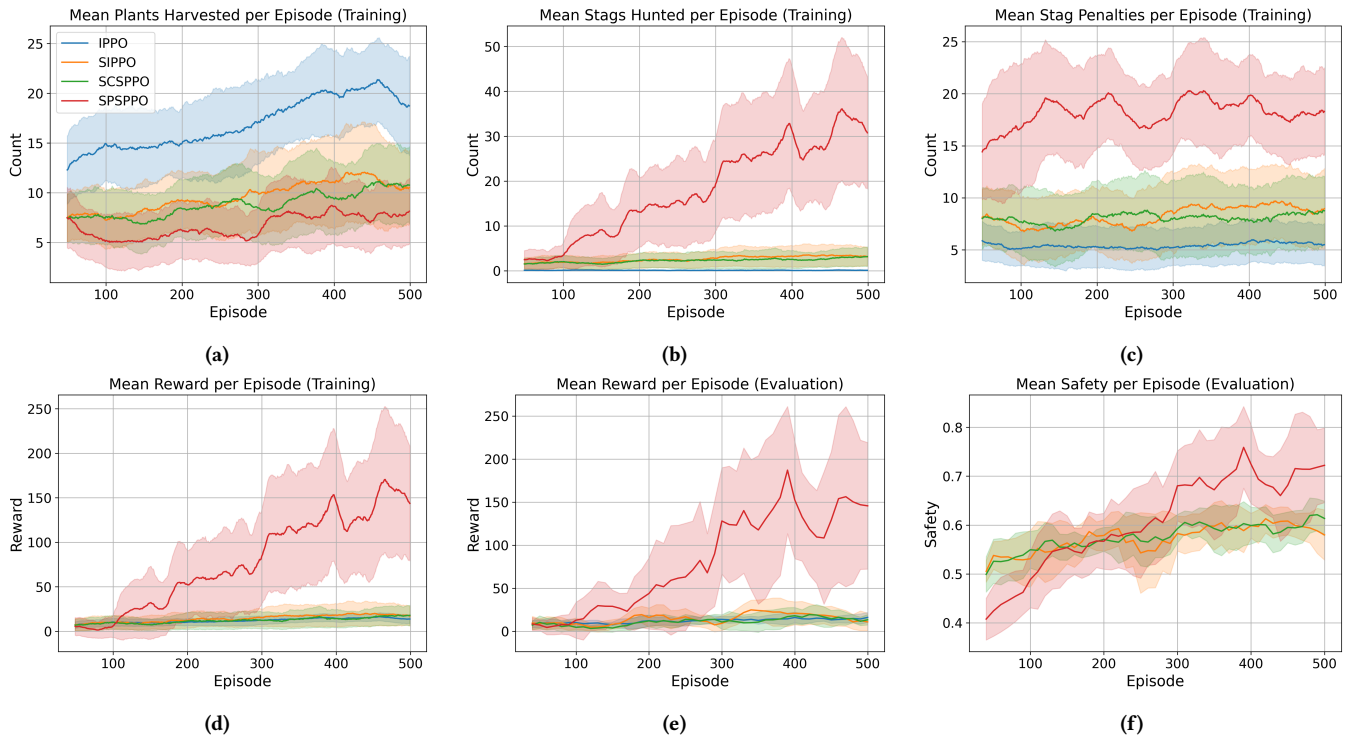 Mean Plants Harvested per Episode (Training)
25
20
15
10
5
Count
IPPO
SIPPO
SCSPPO
SPSPPO
100 200 300 400 500
Episode
(a)
Mean Stags Hunted per Episode (Training)
50
40
30
20
10
0
Count
100 200 300 400 500
Episode
(b)
Mean Stag Penalties per Episode (Training)
25
20
15
10
5
Count
100 200 300 400 500
Episode
(c)
Mean Reward per Episode (Training)
250
200
150
100
50
0
Reward
100 200 300 400 500
Episode
(d)
Mean Reward per Episode (Evaluation)
250
200
150
100
50
0
Reward
100 200 300 400 500
Episode
(e)
Mean Safety per Episode (Evaluation)
0.8
0.7
0.6
0.5
0.4
Safety
100 200 300 400 500
Episode
(f)